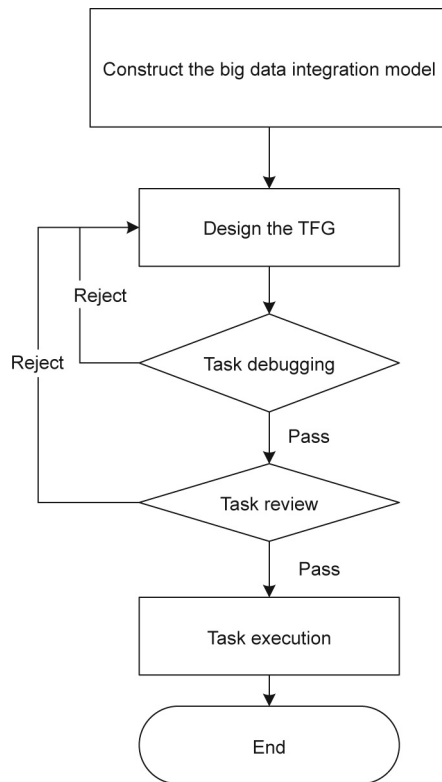 Construct the big data integration model
Design the TFG
Reject
Reject
Task debugging
Pass
Task review
Pass
Task execution
End